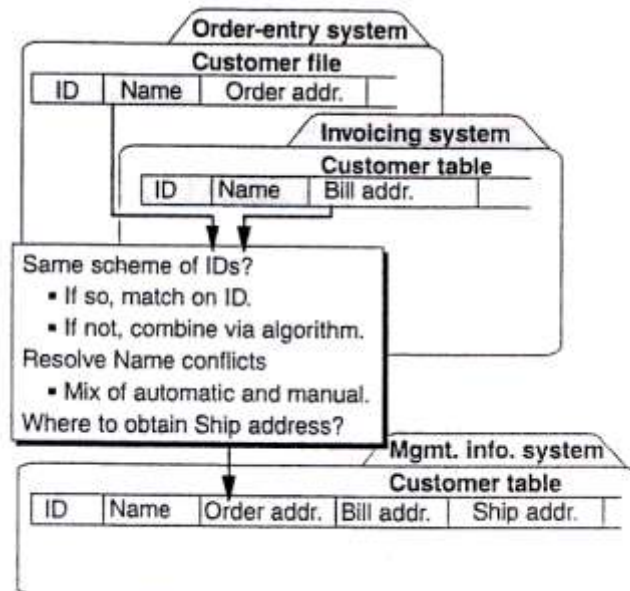 Order-entry system
Customer file
ID Name Order addr.
Invoicing system
Customer table
ID Name Bill addr.
Same scheme of IDs?
▪ If so, match on ID.
▪ If not, combine via algorithm.
Resolve Name conflicts
▪ Mix of automatic and manual.
Where to obtain Ship address?
Mgmt. info. system
Customer table
ID Name Order addr. Bill addr. Ship addr.